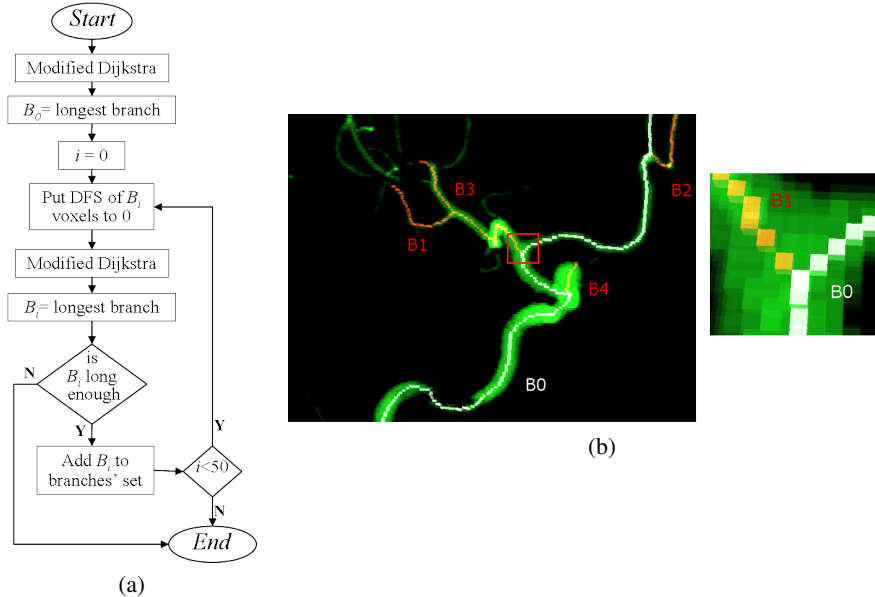 Start
Modified Dijkstra
B0= longest branch
i = 0
Put DFS of Bi
voxels to 0
Modified Dijkstra
Bi= longest branch
is
Bi long
enough
N
Y
Add Bi to
branches' set
i<50
Y
N
End
(a)
B3
B1
B2
B4
B0
(b)
B1
B0